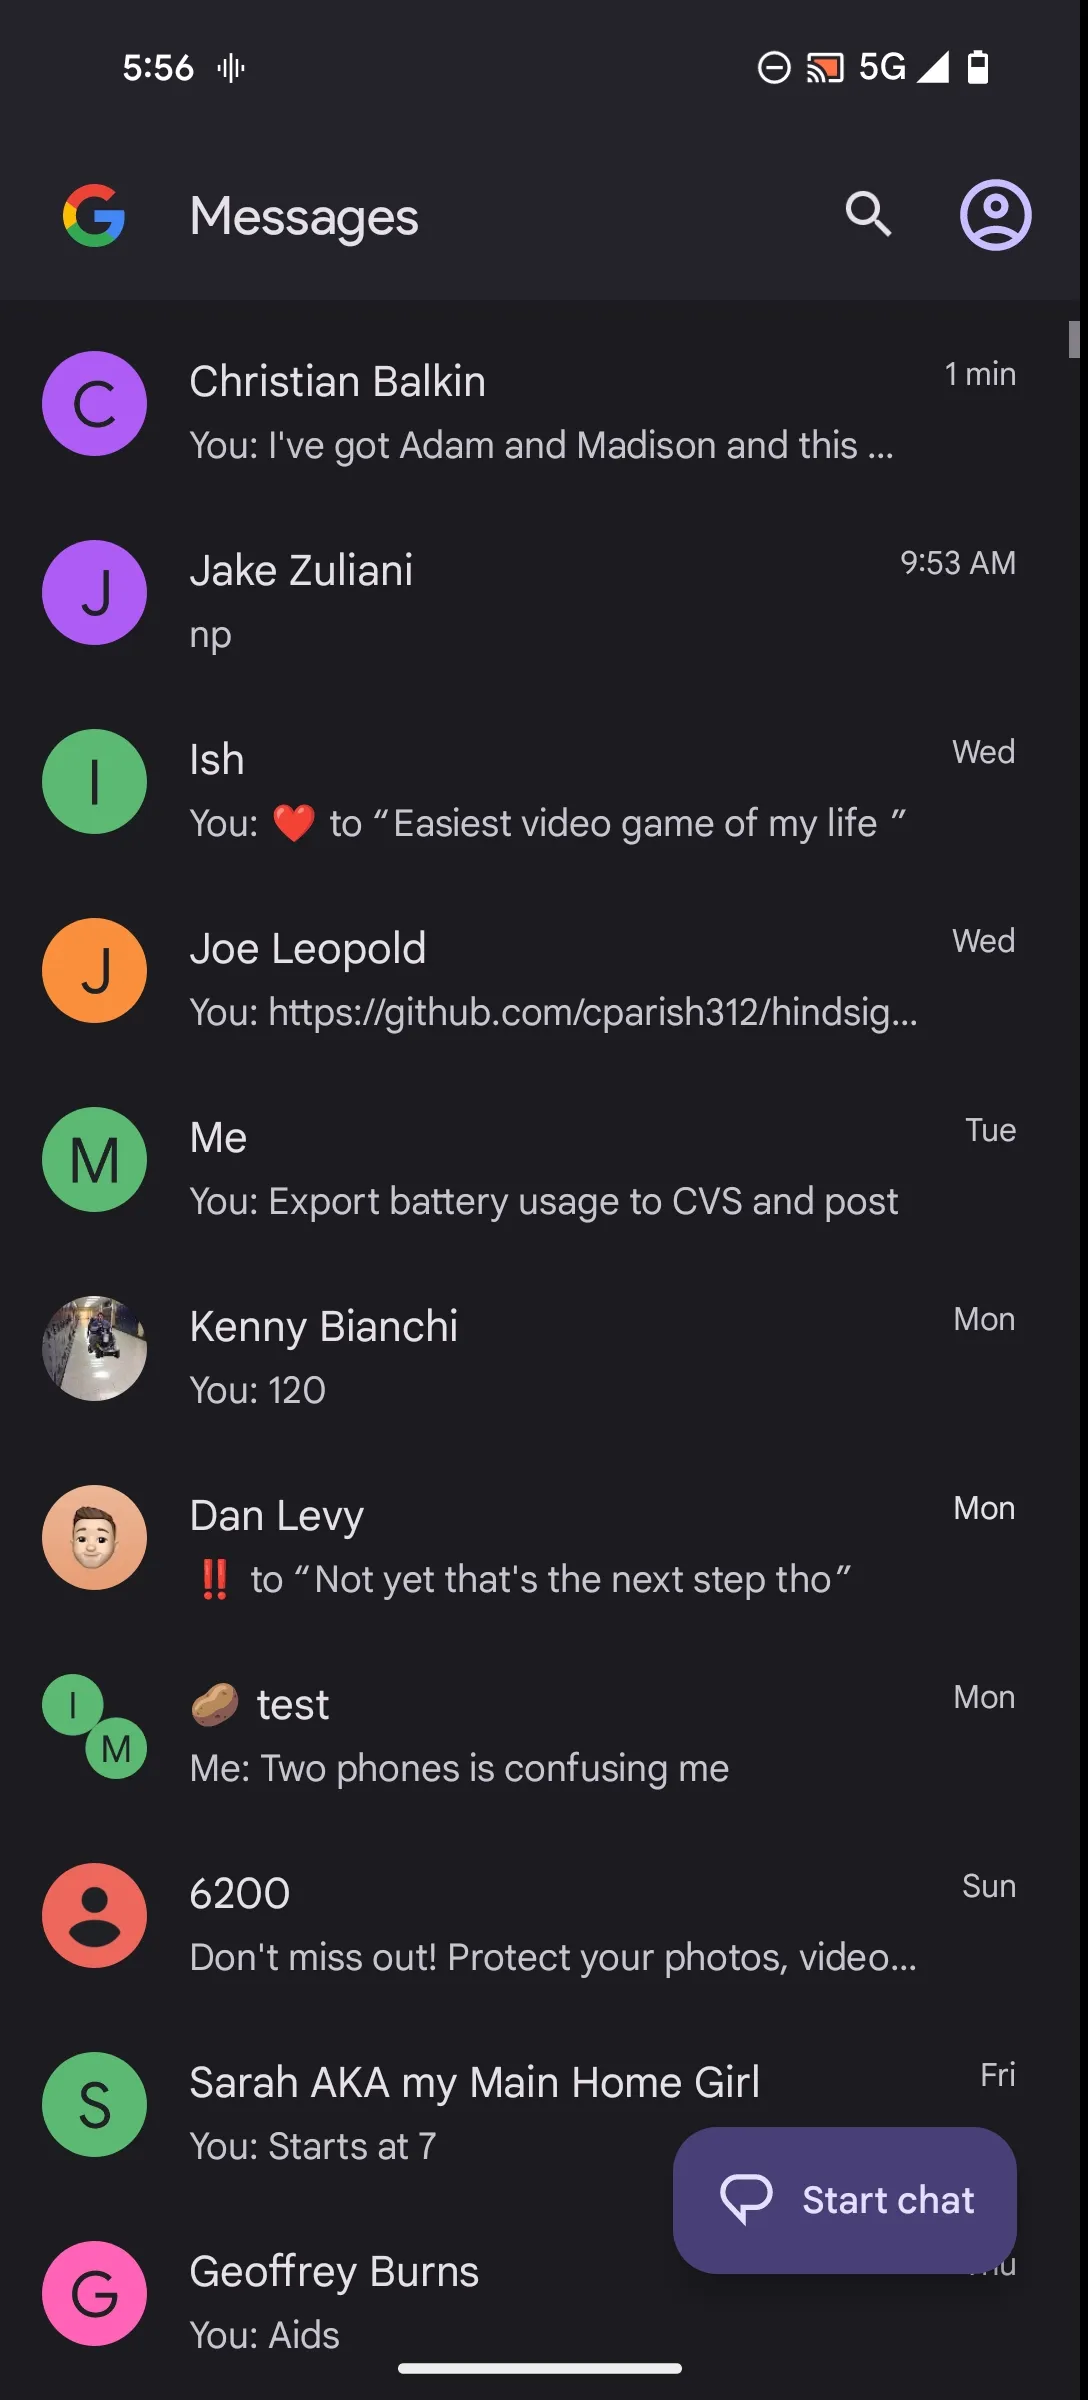 5:56 5G
Messages
Christian Balkin 1 min
You: I've got Adam and Madison and this ...
Jake Zuliani 9:53 AM
np
Ish Wed
You: ❤️ to “Easiest video game of my life ”
Joe Leopold Wed
You: https://github.com/cparish312/hindsig...
Me Tue
You: Export battery usage to CVS and post
Kenny Bianchi Mon
You: 120
Dan Levy Mon
‼️ to “Not yet that's the next step tho”
🥔 test Mon
Me: Two phones is confusing me
6200 Sun
Don't miss out! Protect your photos, video...
Sarah AKA my Main Home Girl Fri
You: Starts at 7
Start chat
Geoffrey Burns
You: Aids